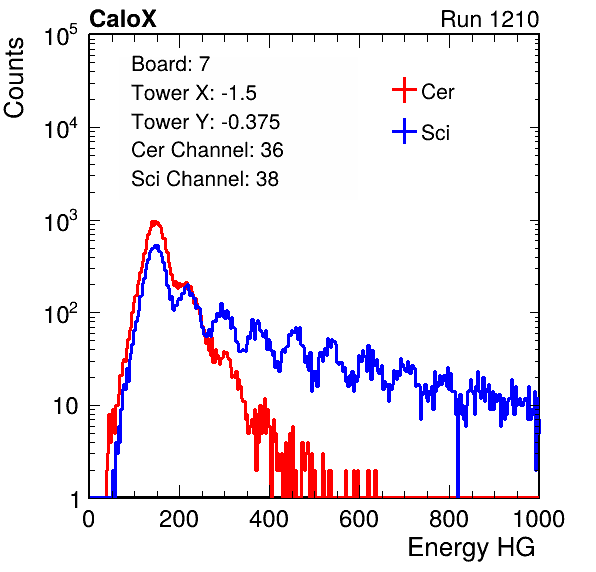 CaloX Run 1210
Counts
Board: 7
Tower X: -1.5
Tower Y: -0.375
Cer Channel: 36
Sci Channel: 38
Cer
Sci
10^5
10^4
10^3
10^2
10
1
0 200 400 600 800 1000
Energy HG